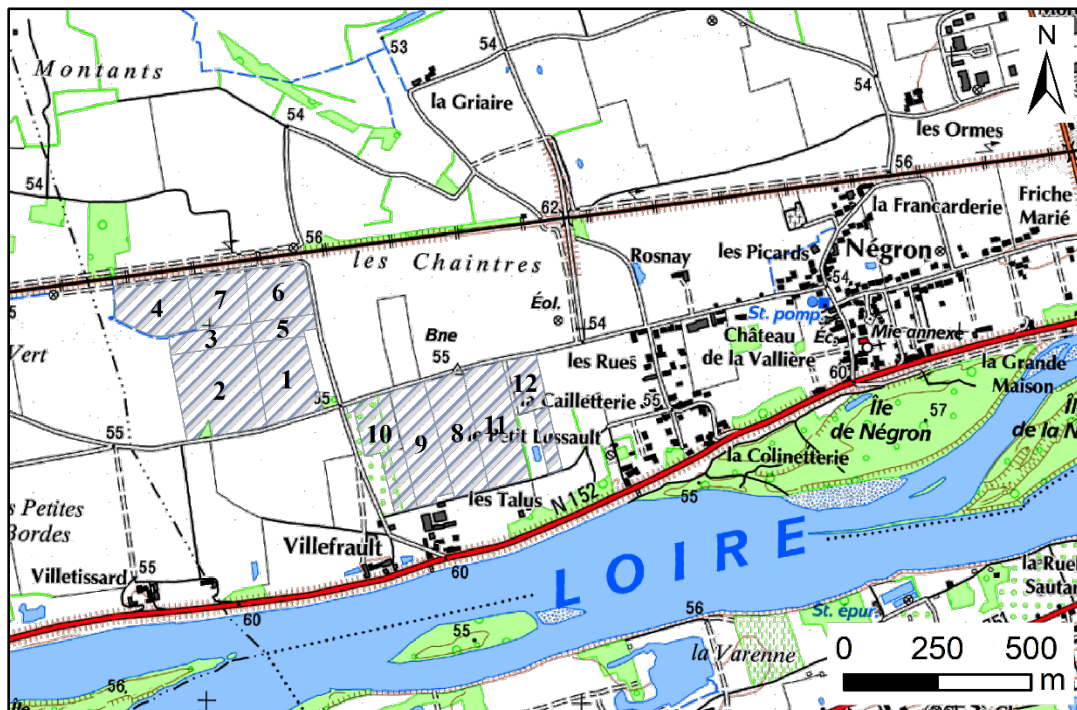 53
54
N
Montants
la Griaire
54
54
les Ormes
54
56
62
la Francarderie
Friche
Marié
56
les Chaintres
Rosnay
les Picards
Négron
54
4
7
6
3
5
Éol.
54
St. pomp.
Éc.
Mie annexe
Vert
Bne
55
Château
de la Vallière
les Rues
la Grande
Maison
60
2
1
55
12
la Cailletterie
55
Île
de Négron
57
55
10
9
8
11
le Petit Lussault
la Colinetterie
55
les Talus
N 152
Petites
Bordes
Villefrault
LOIRE
55
Villetissard
60
la Rue
Sautar
60
St. épur.
56
55
la Varenne
0 250 500
m
56